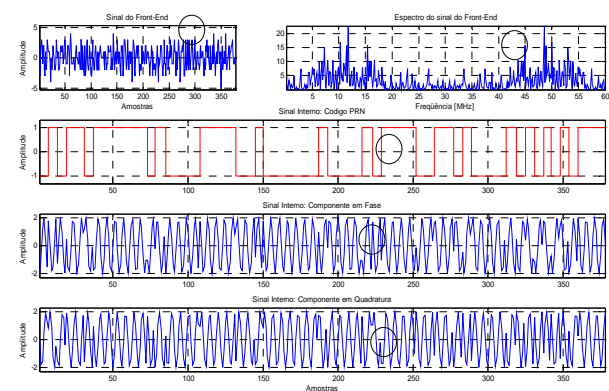 Sinal do Front-End
Espectro do sinal do Front-End
Amplitude
5
0
-5
50 100 150 200 250 300 350
Amostras
20
15
10
5
5 10 15 20 25 30 35 40 45 50 55 60
Freqüência [MHz]
Sinal Interno: Codigo PRN
Amplitude
1
0
-1
50 100 150 200 250 300 350
Sinal Interno: Componente em Fase
Amplitude
2
0
-2
50 100 150 200 250 300 350
Sinal Interno: Componente em Quadratura
Amplitude
2
0
-2
50 100 150 200 250 300 350
Amostras